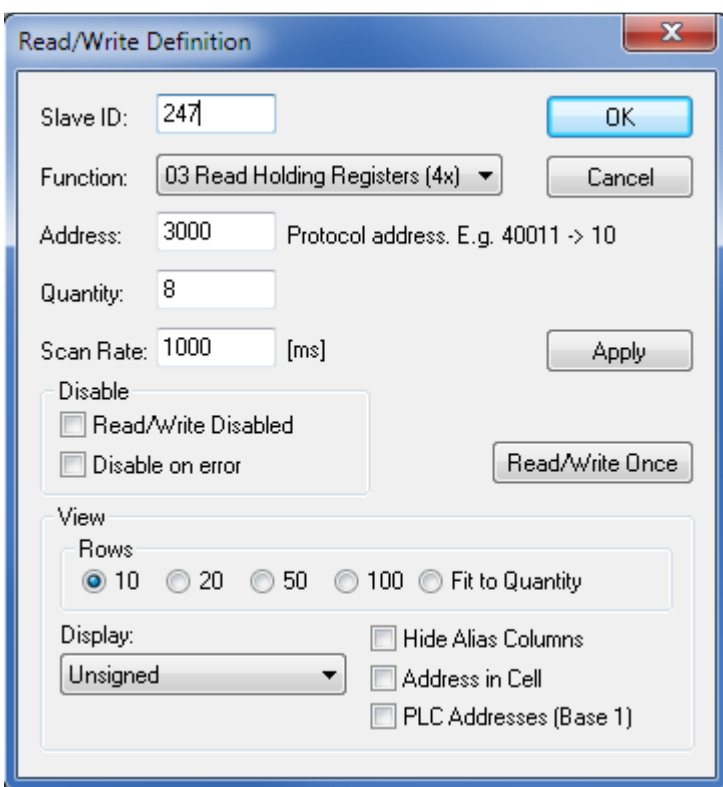 Read/Write Definition
Slave ID: 247 OK
Function: 03 Read Holding Registers (4x) Cancel
Address: 3000 Protocol address. E.g. 40011 -> 10
Quantity: 8
Scan Rate: 1000 [ms] Apply
Disable
Read/Write Disabled
Disable on error
Read/Write Once
View
Rows
10 20 50 100 Fit to Quantity
Display:
Unsigned
Hide Alias Columns
Address in Cell
PLC Addresses (Base 1)